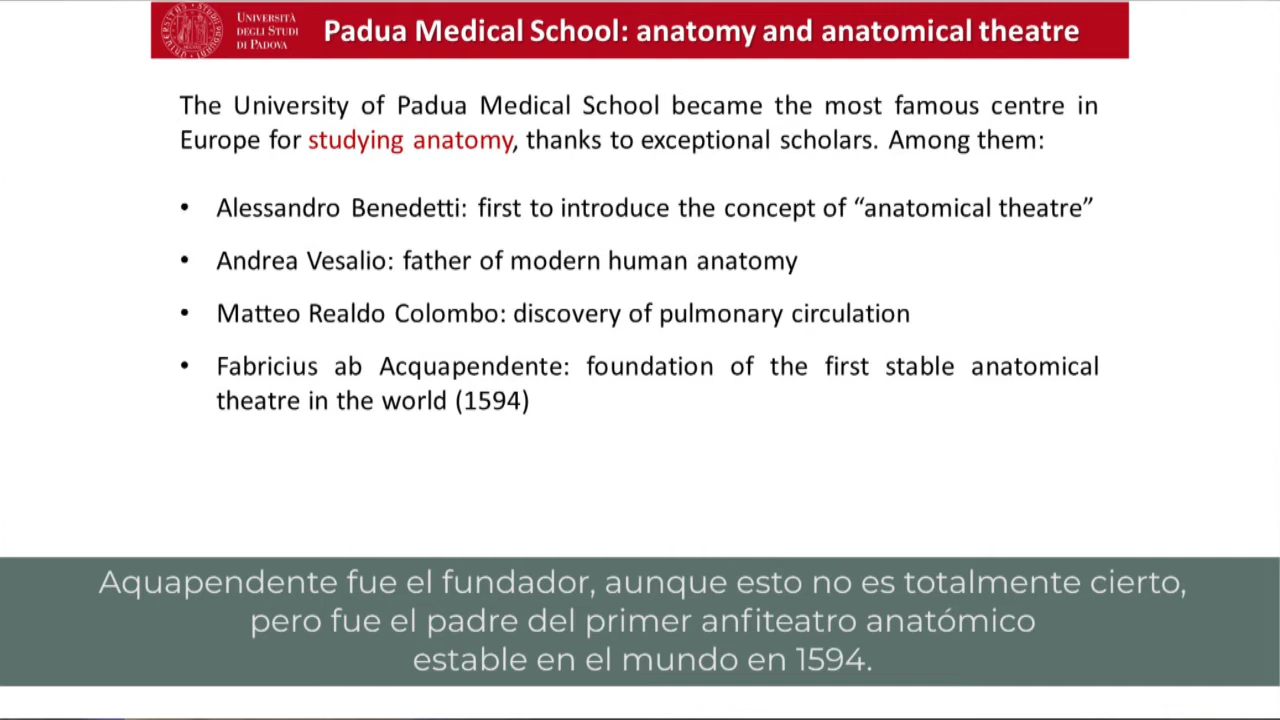 UNIVERSITÀ
DEGLI STUDI
DI PADOVA
Padua Medical School: anatomy and anatomical theatre
The University of Padua Medical School became the most famous centre in
Europe for studying anatomy, thanks to exceptional scholars. Among them:
• Alessandro Benedetti: first to introduce the concept of “anatomical theatre”
• Andrea Vesalio: father of modern human anatomy
• Matteo Realdo Colombo: discovery of pulmonary circulation
• Fabricius ab Acquapendente: foundation of the first stable anatomical
theatre in the world (1594)
Aquapendente fue el fundador, aunque esto no es totalmente cierto,
pero fue el padre del primer anfiteatro anatómico
estable en el mundo en 1594.